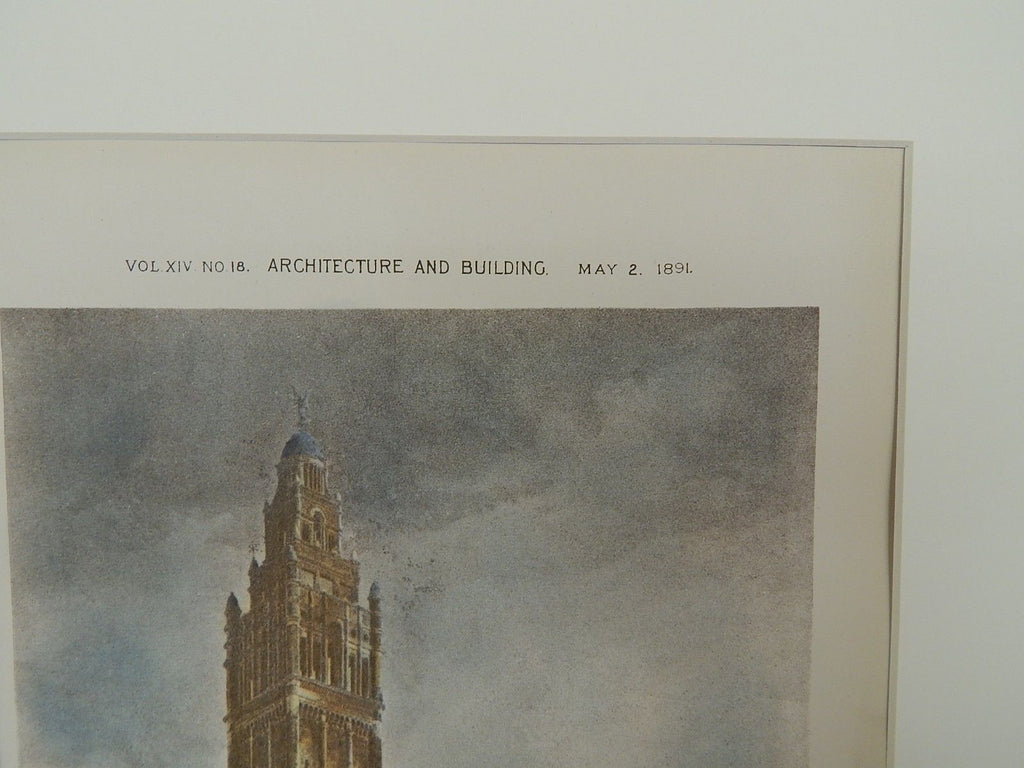 VOL. XIV. NO. 18. ARCHITECTURE AND BUILDING. MAY 2. 1891.